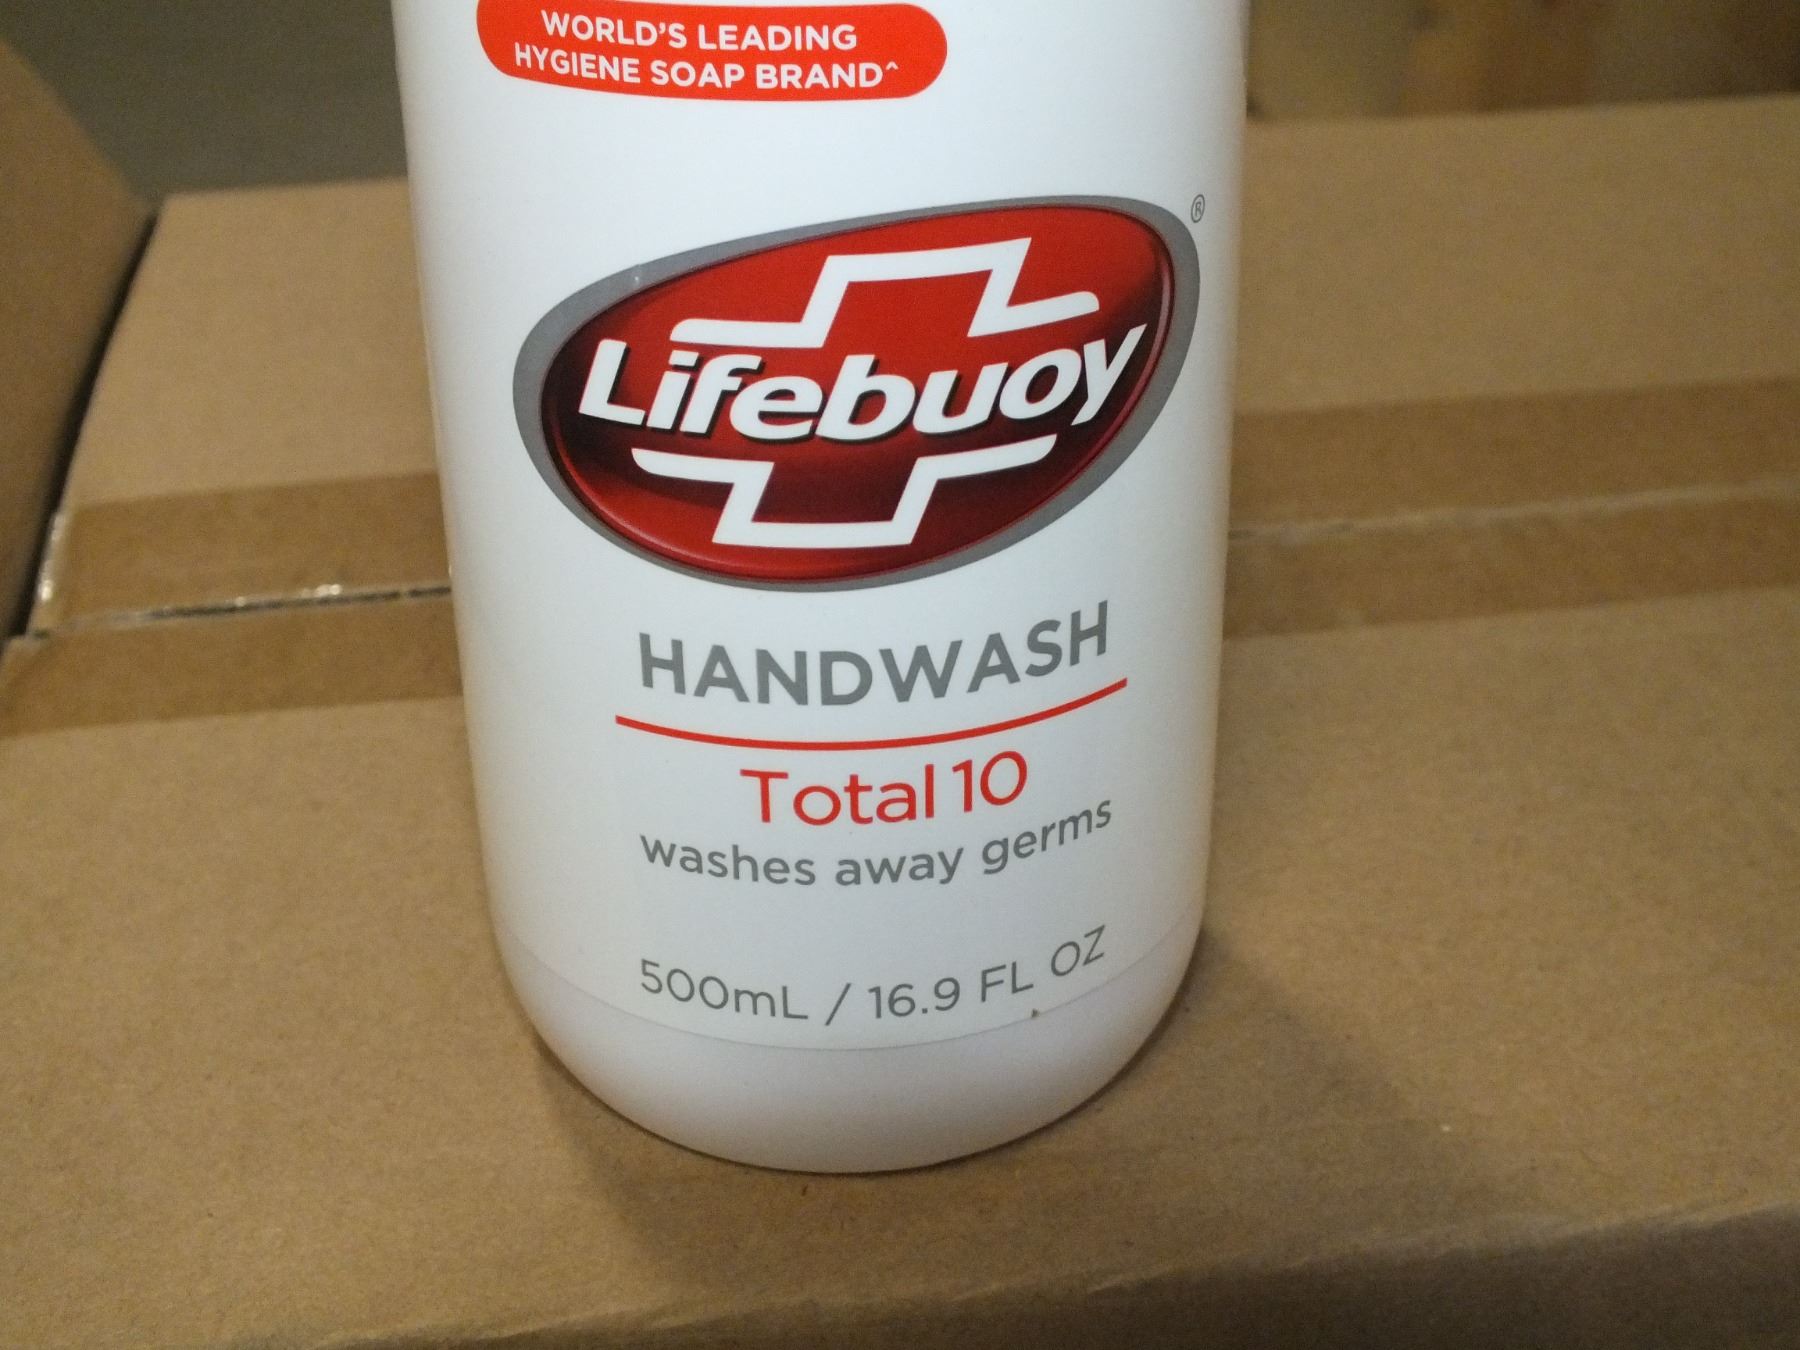 WORLD'S LEADING
HYGIENE SOAP BRAND^
Lifebuoy®
HANDWASH
Total 10
washes away germs
500mL / 16.9 FL OZ